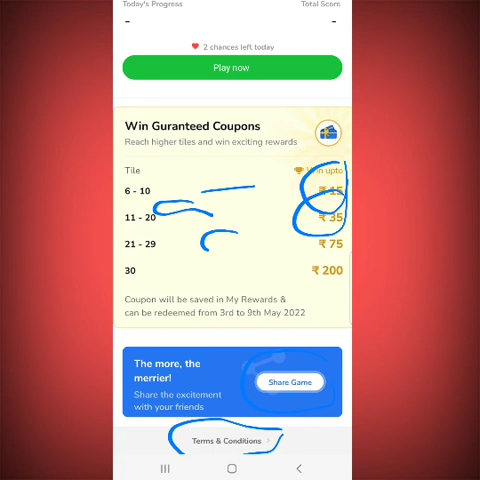 Today's Progress Total Score
- -
2 chances left today
Play now
Win Guranteed Coupons
Reach higher tiles and win exciting rewards
Tile Win upto
6 - 10 ₹ 15
11 - 20 ₹ 35
21 - 29 ₹ 75
30 ₹ 200
Coupon will be saved in My Rewards &
can be redeemed from 3rd to 9th May 2022
The more, the
merrier!
Share the excitement
with your friends
Share Game
Terms & Conditions